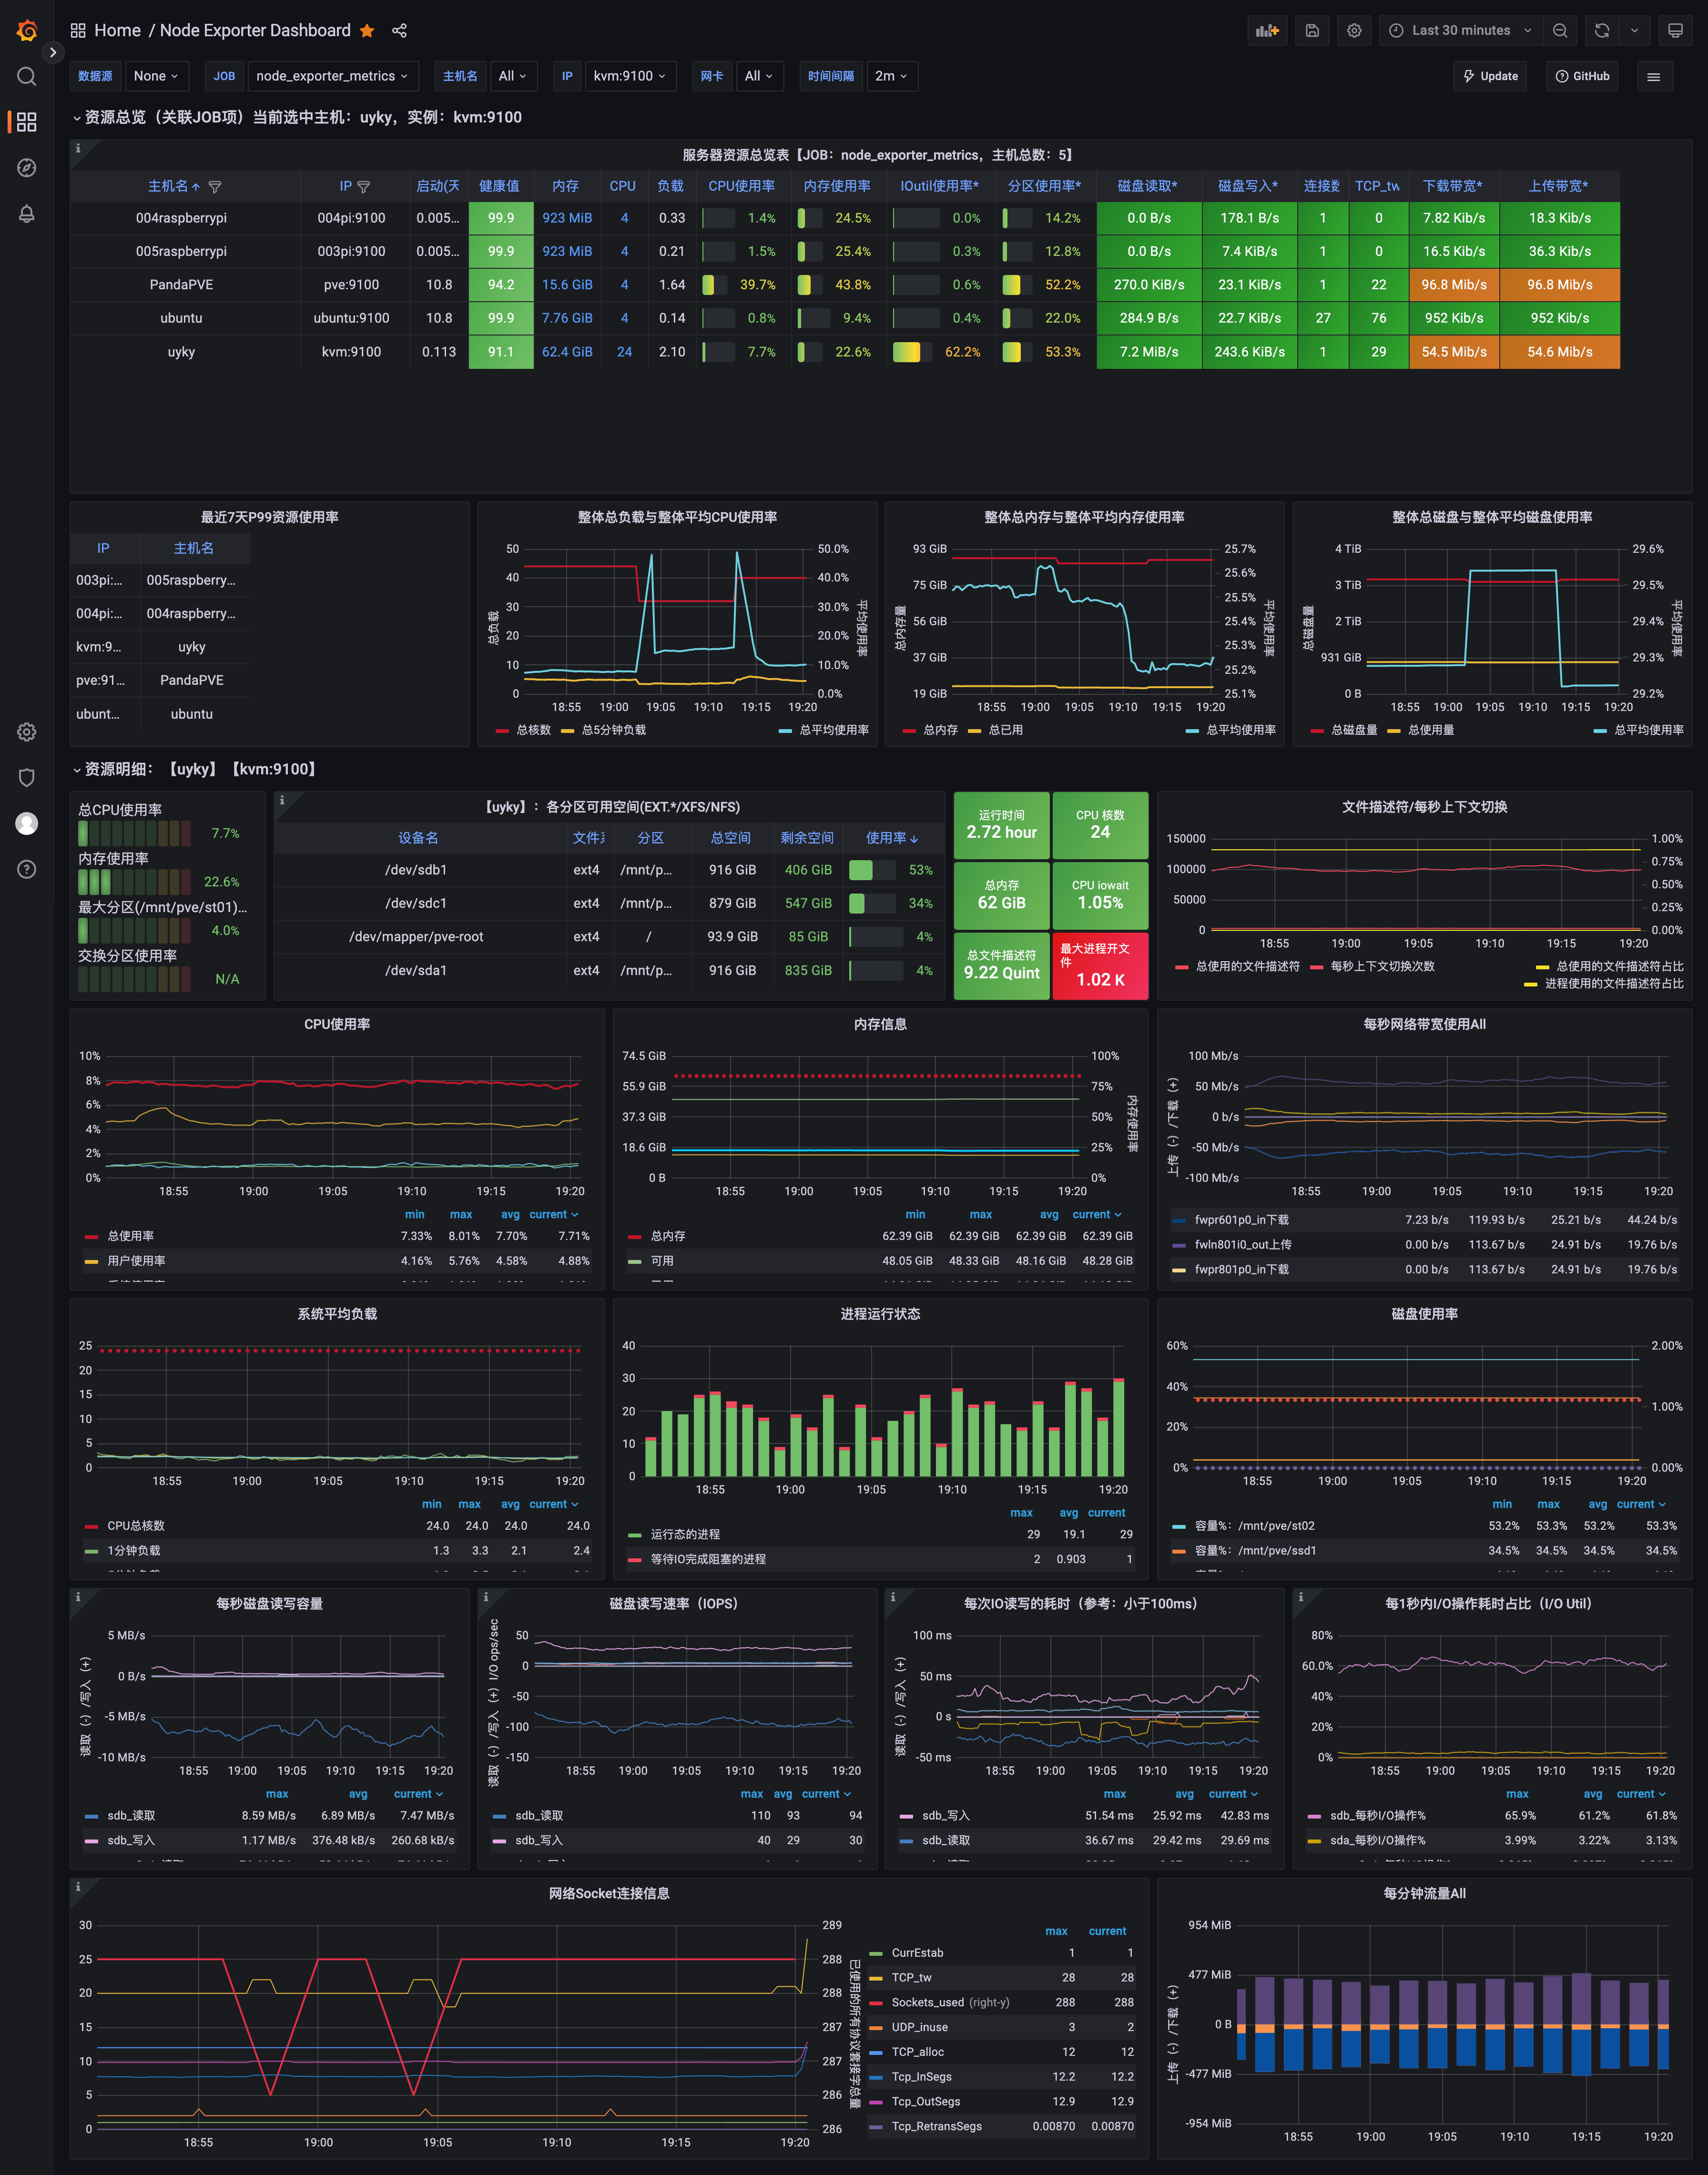 Home / Node Exporter Dashboard
Last 30 minutes
数据源 None JOB node_exporter_metrics 主机名 All IP kvm:9100 网卡 All 时间间隔 2m Update GitHub
资源总览（关联JOB项）当前选中主机：uyky，实例：kvm:9100
服务器资源总览表【JOB：node_exporter_metrics，主机总数：5】
主机名 IP 启动(天 健康值 内存 CPU 负载 CPU使用率 内存使用率 IOutil使用率* 分区使用率* 磁盘读取* 磁盘写入* 连接数 TCP_tw 下载带宽* 上传带宽*
004raspberrypi 004pi:9100 0.005... 99.9 923 MiB 4 0.33 1.4% 24.5% 0.0% 14.2% 0.0 B/s 178.1 B/s 1 0 7.82 Kib/s 18.3 Kib/s
005raspberrypi 003pi:9100 0.005... 99.9 923 MiB 4 0.21 1.5% 25.4% 0.3% 12.8% 0.0 B/s 7.4 KiB/s 1 0 16.5 Kib/s 36.3 Kib/s
PandaPVE pve:9100 10.8 94.2 15.6 GiB 4 1.64 39.7% 43.8% 0.6% 52.2% 270.0 KiB/s 23.1 KiB/s 1 22 96.8 Mib/s 96.8 Mib/s
ubuntu ubuntu:9100 10.8 99.9 7.76 GiB 4 0.14 0.8% 9.4% 0.4% 22.0% 284.9 B/s 22.7 KiB/s 27 76 952 Kib/s 952 Kib/s
uyky kvm:9100 0.113 91.1 62.4 GiB 24 2.10 7.7% 22.6% 62.2% 53.3% 7.2 MiB/s 243.6 KiB/s 1 29 54.5 Mib/s 54.6 Mib/s
最近7天P99资源使用率
IP 主机名
003pi:... 005raspberry...
004pi:... 004raspberry...
kvm:9... uyky
pve:91... PandaPVE
ubunt... ubuntu
整体总负载与整体平均CPU使用率
50 50.0%
40 40.0%
30 30.0%
20 20.0%
10 10.0%
0 0.0%
总负载
平均使用率
18:55 19:00 19:05 19:10 19:15 19:20
总核数 总5分钟负载 总平均使用率
整体总内存与整体平均内存使用率
93 GiB
75 GiB
56 GiB
37 GiB
19 GiB
25.7%
25.6%
25.5%
25.4%
25.3%
25.2%
25.1%
总内存量
平均使用率
18:55 19:00 19:05 19:10 19:15 19:20
总内存 总已用 总平均使用率
整体总磁盘与整体平均磁盘使用率
4 TiB 29.6%
3 TiB 29.5%
2 TiB 29.4%
931 GiB 29.3%
0 B 29.2%
总磁盘量
平均使用率
18:55 19:00 19:05 19:10 19:15 19:20
总磁盘量 总使用量 总平均使用率
资源明细：【uyky】【kvm:9100】
总CPU使用率
7.7%
内存使用率
22.6%
最大分区(/mnt/pve/st01)...
4.0%
交换分区使用率
N/A
【uyky】：各分区可用空间(EXT.*/XFS/NFS)
设备名 文件系 分区 总空间 剩余空间 使用率
/dev/sdb1 ext4 /mnt/p... 916 GiB 406 GiB 53%
/dev/sdc1 ext4 /mnt/p... 879 GiB 547 GiB 34%
/dev/mapper/pve-root ext4 / 93.9 GiB 85 GiB 4%
/dev/sda1 ext4 /mnt/p... 916 GiB 835 GiB 4%
运行时间
2.72 hour
CPU 核数
24
总内存
62 GiB
CPU iowait
1.05%
总文件描述符
9.22 Quint
最大进程开文件
1.02 K
文件描述符/每秒上下文切换
150000
100000
50000
0
1.00%
0.75%
0.50%
0.25%
0.00%
18:55 19:00 19:05 19:10 19:15 19:20
总使用的文件描述符 每秒上下文切换次数 总使用的文件描述符占比
进程使用的文件描述符占比
CPU使用率
10%
8%
6%
4%
2%
0%
18:55 19:00 19:05 19:10 19:15 19:20
min max avg current
总使用率 7.33% 8.01% 7.70% 7.71%
用户使用率 4.16% 5.76% 4.58% 4.88%
内存信息
74.5 GiB 100%
55.9 GiB 75%
37.3 GiB 50%
18.6 GiB 25%
0 B 0%
内存使用率
18:55 19:00 19:05 19:10 19:15 19:20
min max avg current
总内存 62.39 GiB 62.39 GiB 62.39 GiB 62.39 GiB
可用 48.05 GiB 48.33 GiB 48.16 GiB 48.28 GiB
每秒网络带宽使用All
100 Mb/s
50 Mb/s
0 b/s
-50 Mb/s
-100 Mb/s
上传（-）/下载（+）
18:55 19:00 19:05 19:10 19:15 19:20
fwpr601p0_in下载 7.23 b/s 119.93 b/s 25.21 b/s 44.24 b/s
fwln801i0_out上传 0.00 b/s 113.67 b/s 24.91 b/s 19.76 b/s
fwpr801p0_in下载 0.00 b/s 113.67 b/s 24.91 b/s 19.76 b/s
系统平均负载
25
20
15
10
5
0
18:55 19:00 19:05 19:10 19:15 19:20
min max avg current
CPU总核数 24.0 24.0 24.0 24.0
1分钟负载 1.3 3.3 2.1 2.4
进程运行状态
40
30
20
10
0
18:55 19:00 19:05 19:10 19:15 19:20
max avg current
运行态的进程 29 19.1 29
等待IO完成阻塞的进程 2 0.903 1
磁盘使用率
60% 2.00%
40%
1.00%
20%
0% 0.00%
18:55 19:00 19:05 19:10 19:15 19:20
min max avg current
容量%：/mnt/pve/st02 53.2% 53.3% 53.2% 53.3%
容量%：/mnt/pve/ssd1 34.5% 34.5% 34.5% 34.5%
每秒磁盘读写容量
5 MB/s
0 B/s
-5 MB/s
-10 MB/s
读取（-）/写入（+）
18:55 19:00 19:05 19:10 19:15 19:20
max avg current
sdb_读取 8.59 MB/s 6.89 MB/s 7.47 MB/s
sdb_写入 1.17 MB/s 376.48 kB/s 260.68 kB/s
磁盘读写速率（IOPS）
50
0
-50
-100
-150
读取（-）/写入（+）I/O ops/sec
18:55 19:00 19:05 19:10 19:15 19:20
max avg current
sdb_读取 110 93 94
sdb_写入 40 29 30
每次IO读写的耗时（参考：小于100ms）
100 ms
50 ms
0 s
-50 ms
读取（-）/写入（+）
18:55 19:00 19:05 19:10 19:15 19:20
max avg current
sdb_写入 51.54 ms 25.92 ms 42.83 ms
sdb_读取 36.67 ms 29.42 ms 29.69 ms
每1秒内I/O操作耗时占比（I/O Util）
80%
60.0%
40%
20%
0%
18:55 19:00 19:05 19:10 19:15 19:20
max avg current
sdb_每秒I/O操作% 65.9% 61.2% 61.8%
sda_每秒I/O操作% 3.99% 3.22% 3.13%
网络Socket连接信息
30
25
20
15
10
5
0
289
288
288
287
287
286
286
已使用的所有协议套接字总量
18:55 19:00 19:05 19:10 19:15 19:20
max current
CurrEstab 1 1
TCP_tw 28 28
Sockets_used (right-y) 288 288
UDP_inuse 3 2
TCP_alloc 12 12
Tcp_InSegs 12.2 12.2
Tcp_OutSegs 12.9 12.9
Tcp_RetransSegs 0.00870 0.00870
每分钟流量All
954 MiB
477 MiB
0 B
-477 MiB
-954 MiB
上传（-）/下载（+）
18:55 19:00 19:05 19:10 19:15 19:20